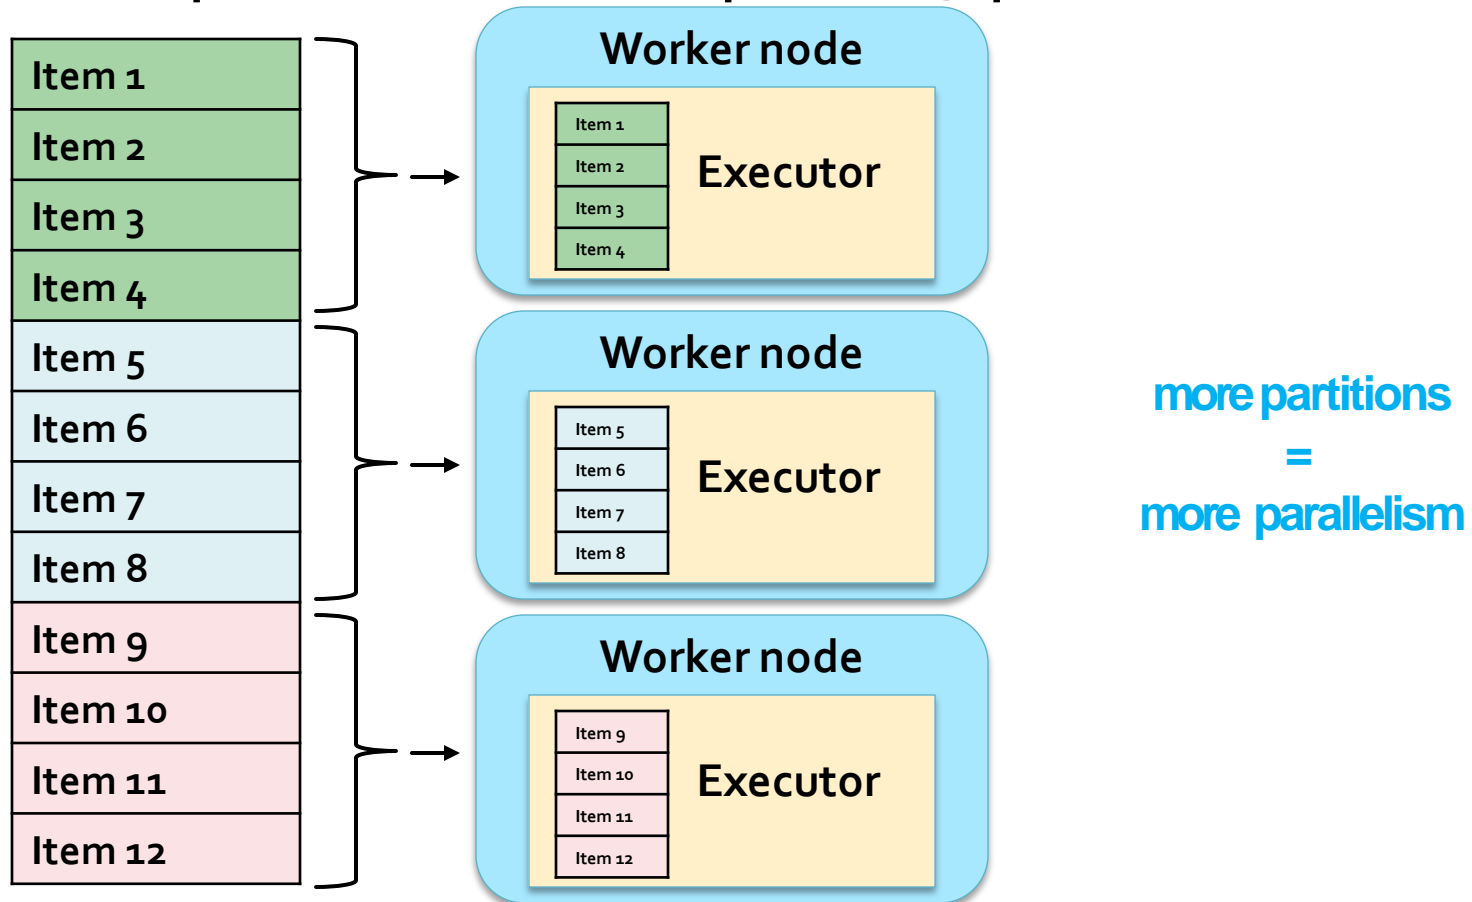 Item 1
Item 2
Item 3
Item 4
Item 5
Item 6
Item 7
Item 8
Item 9
Item 10
Item 11
Item 12
Worker node
Item 1
Item 2
Item 3
Item 4
Executor
Worker node
Item 5
Item 6
Item 7
Item 8
Executor
Worker node
Item 9
Item 10
Item 11
Item 12
Executor
more partitions
=
more parallelism